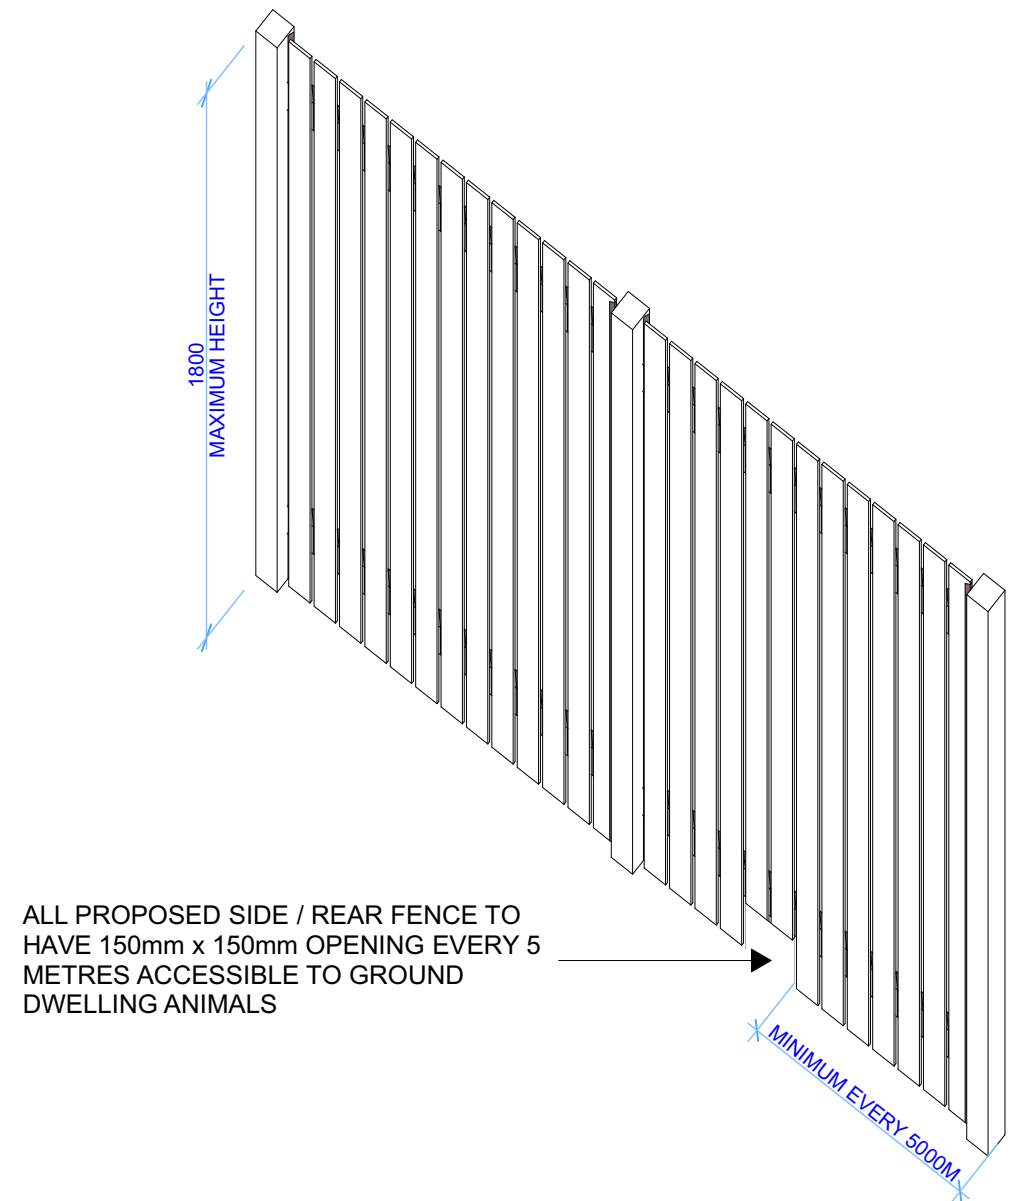 1800
MAXIMUM HEIGHT
ALL PROPOSED SIDE / REAR FENCE TO
HAVE 150mm x 150mm OPENING EVERY 5
METRES ACCESSIBLE TO GROUND
DWELLING ANIMALS
MINIMUM EVERY 5000M